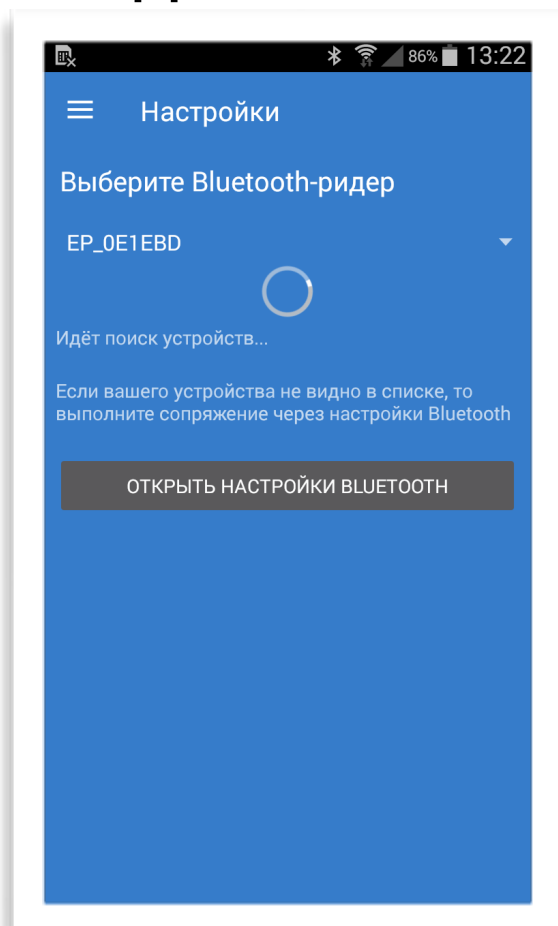 86% 13:22
Настройки
Выберите Bluetooth-ридер
EP_0E1EBD
Идёт поиск устройств...
Если вашего устройства не видно в списке, то
выполните сопряжение через настройки Bluetooth
ОТКРЫТЬ НАСТРОЙКИ BLUETOOTH